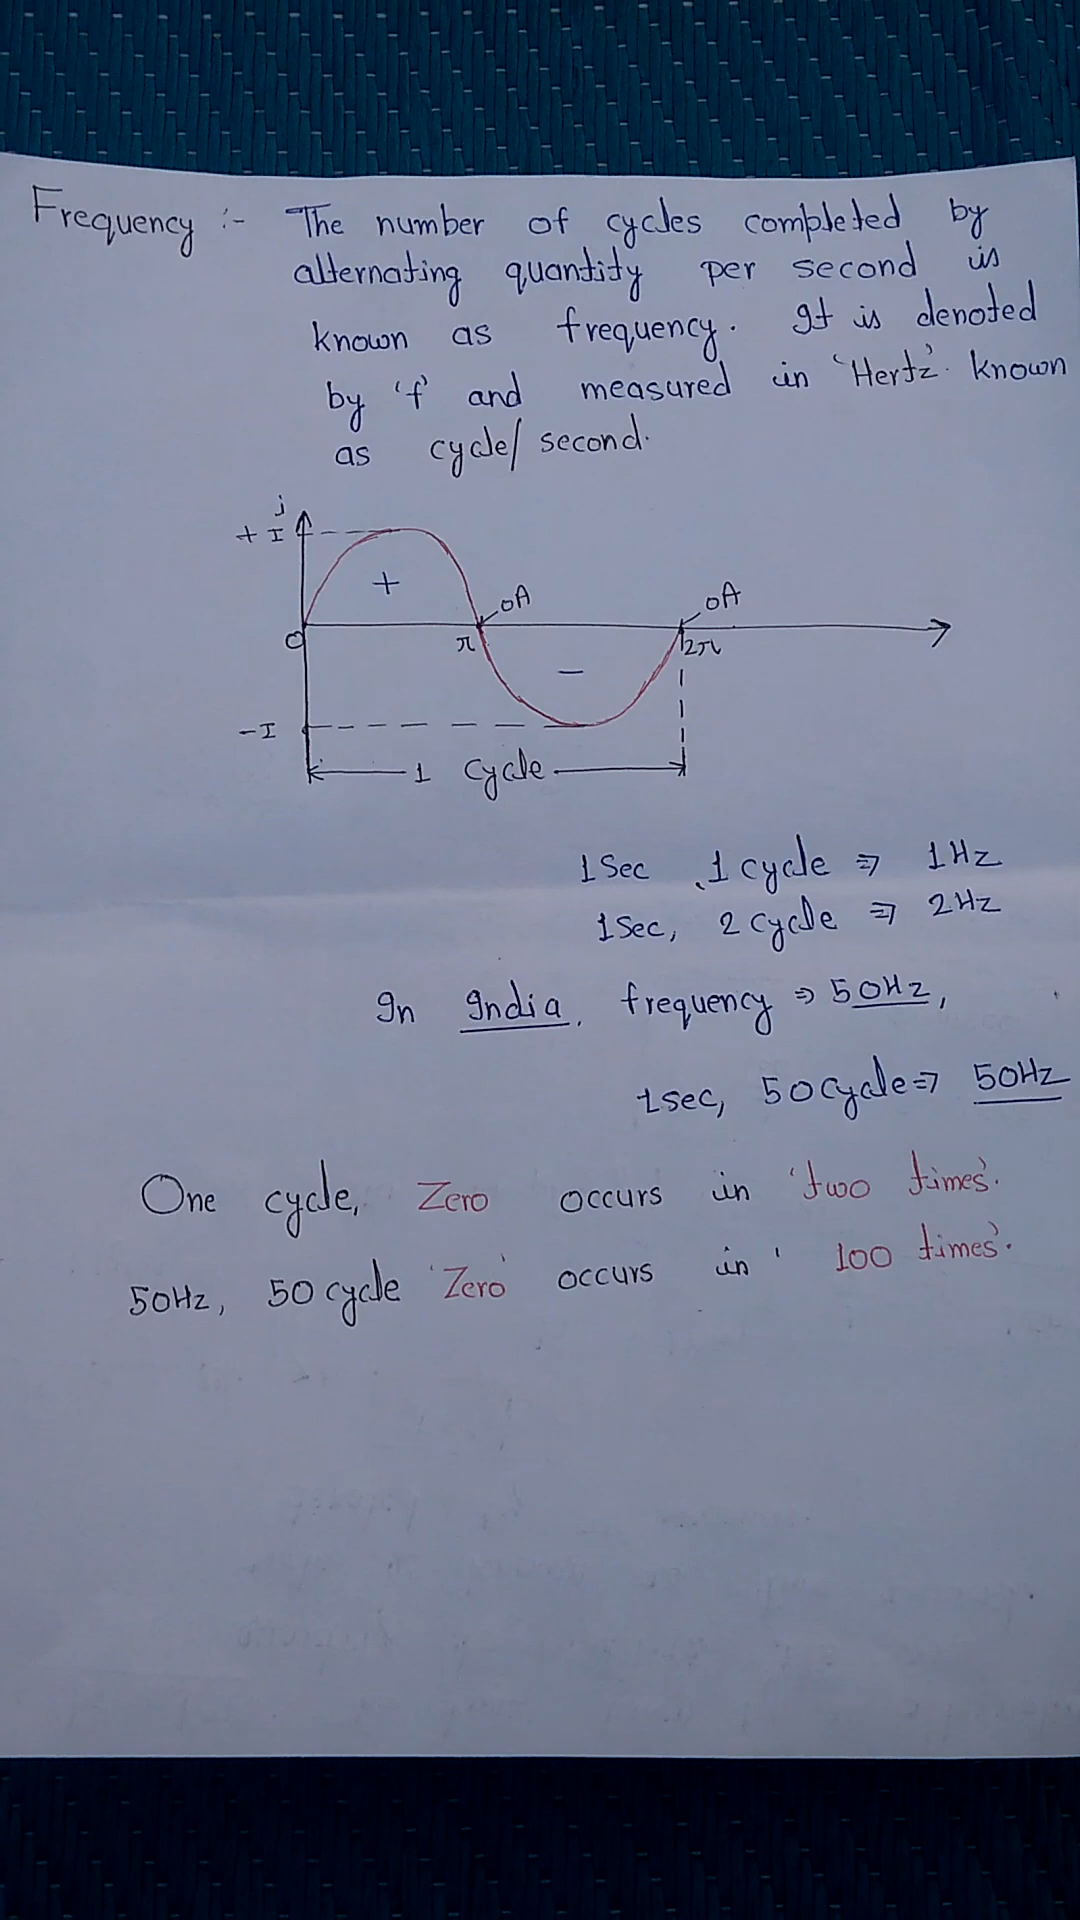 Frequency :- The number of cycles completed by
alternating quantity per second is
known as frequency. It is denoted
by 'f' and measured in 'Hertz'. known
as cycle/second.
i
+ I
+
0A
0A
0
π
2π
−
-I
1 Cycle
1 Sec , 1 cycle ⇒ 1Hz
1 Sec, 2 cycle ⇒ 2Hz
In India, frequency ⇒ 50Hz,
1sec, 50 cycle ⇒ 50Hz
One cycle, Zero occurs in 'two times'.
50Hz, 50 cycle 'Zero' occurs in ' 100 times'.